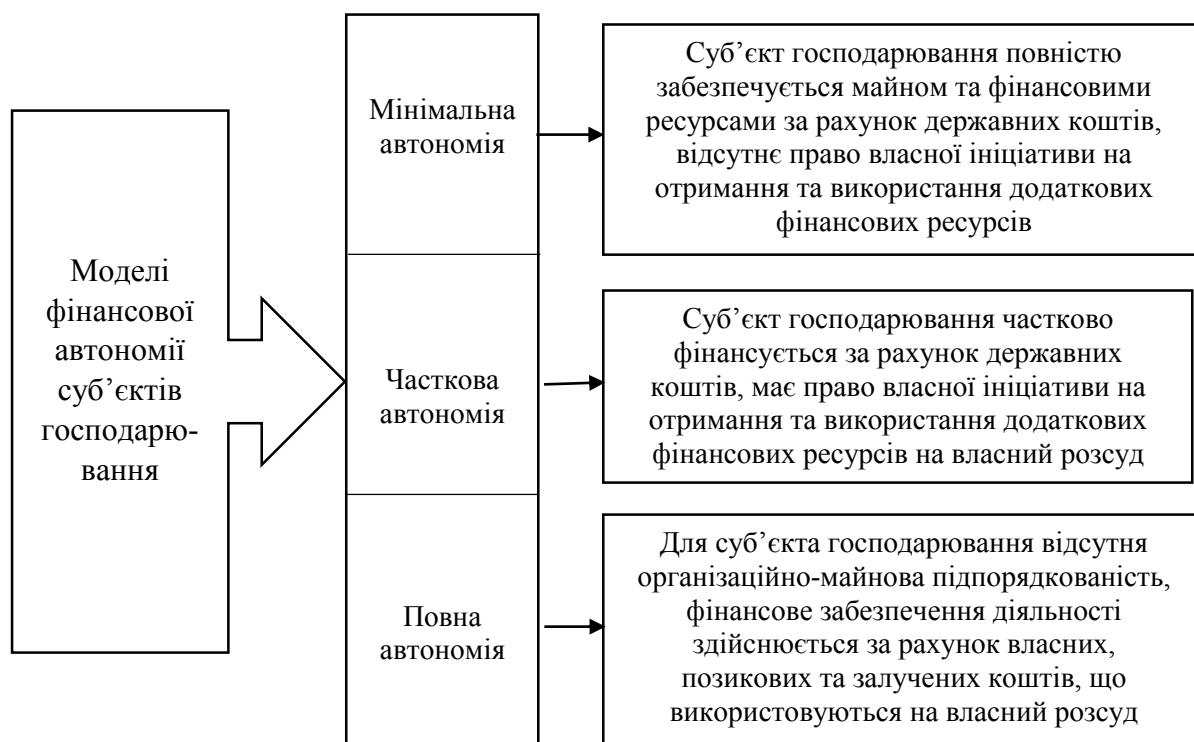 Моделі
фінансової
автономії
суб’єктів
господарю-
вання
Мінімальна
автономія
Суб’єкт господарювання повністю
забезпечується майном та фінансовими
ресурсами за рахунок державних коштів,
відсутнє право власної ініціативи на
отримання та використання додаткових
фінансових ресурсів
Часткова
автономія
Суб’єкт господарювання частково
фінансується за рахунок державних
коштів, має право власної ініціативи на
отримання та використання додаткових
фінансових ресурсів на власний розсуд
Повна
автономія
Для суб’єкта господарювання відсутня
організаційно-майнова підпорядкованість,
фінансове забезпечення діяльності
здійснюється за рахунок власних,
позикових та залучених коштів, що
використовуються на власний розсуд